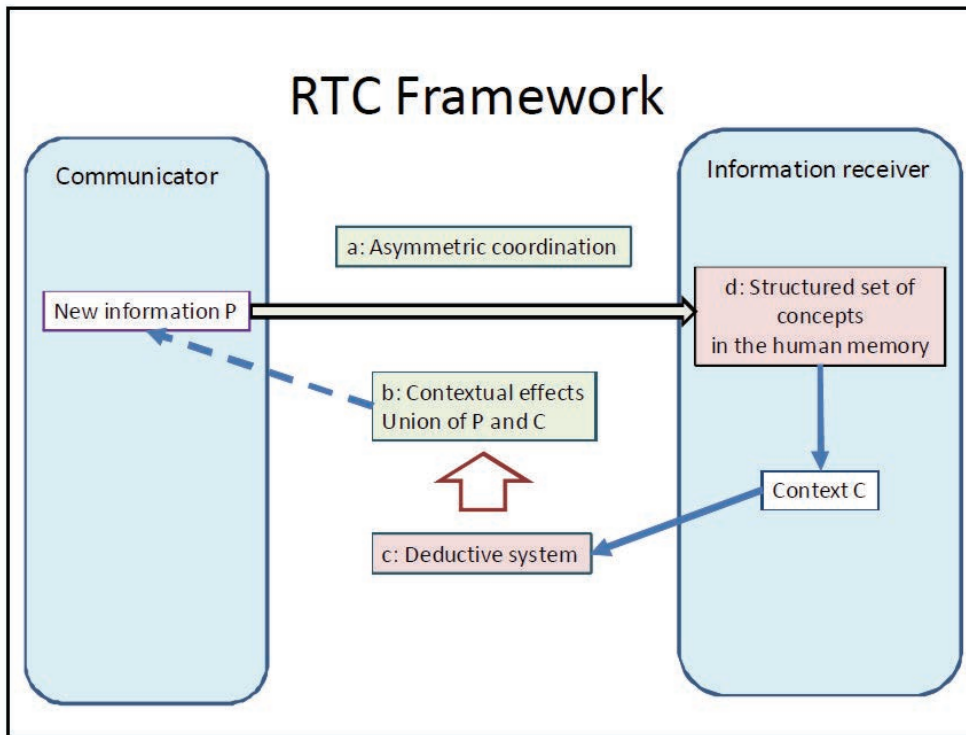 RTC Framework
Communicator
Information receiver
a: Asymmetric coordination
New information P
d: Structured set of
concepts
in the human memory
b: Contextual effects
Union of P and C
Context C
c: Deductive system